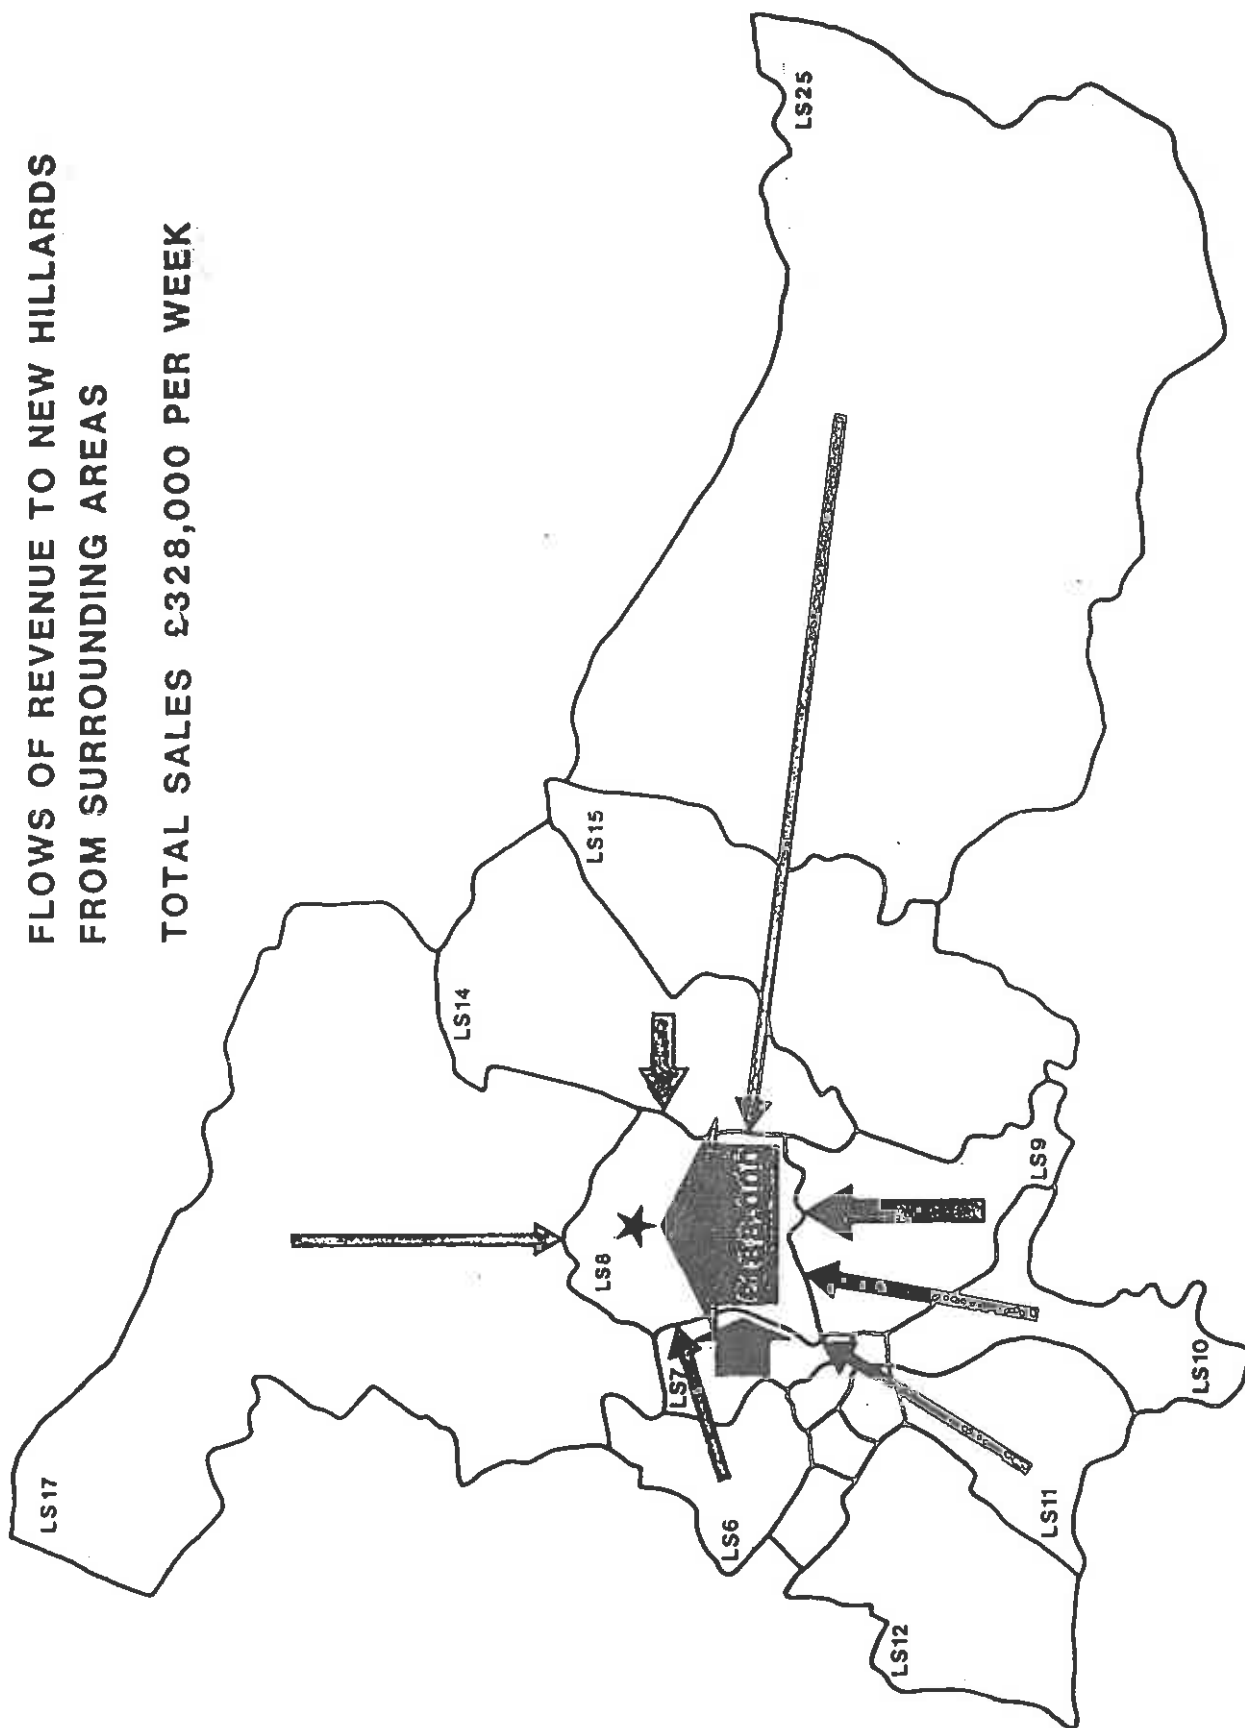 FLOWS OF REVENUE TO NEW HILLARDS
FROM SURROUNDING AREAS
TOTAL SALES £328,000 PER WEEK
LS17
LS14
LS25
LS15
LS8
LS7
LS6
LS9
LS10
LS11
LS12